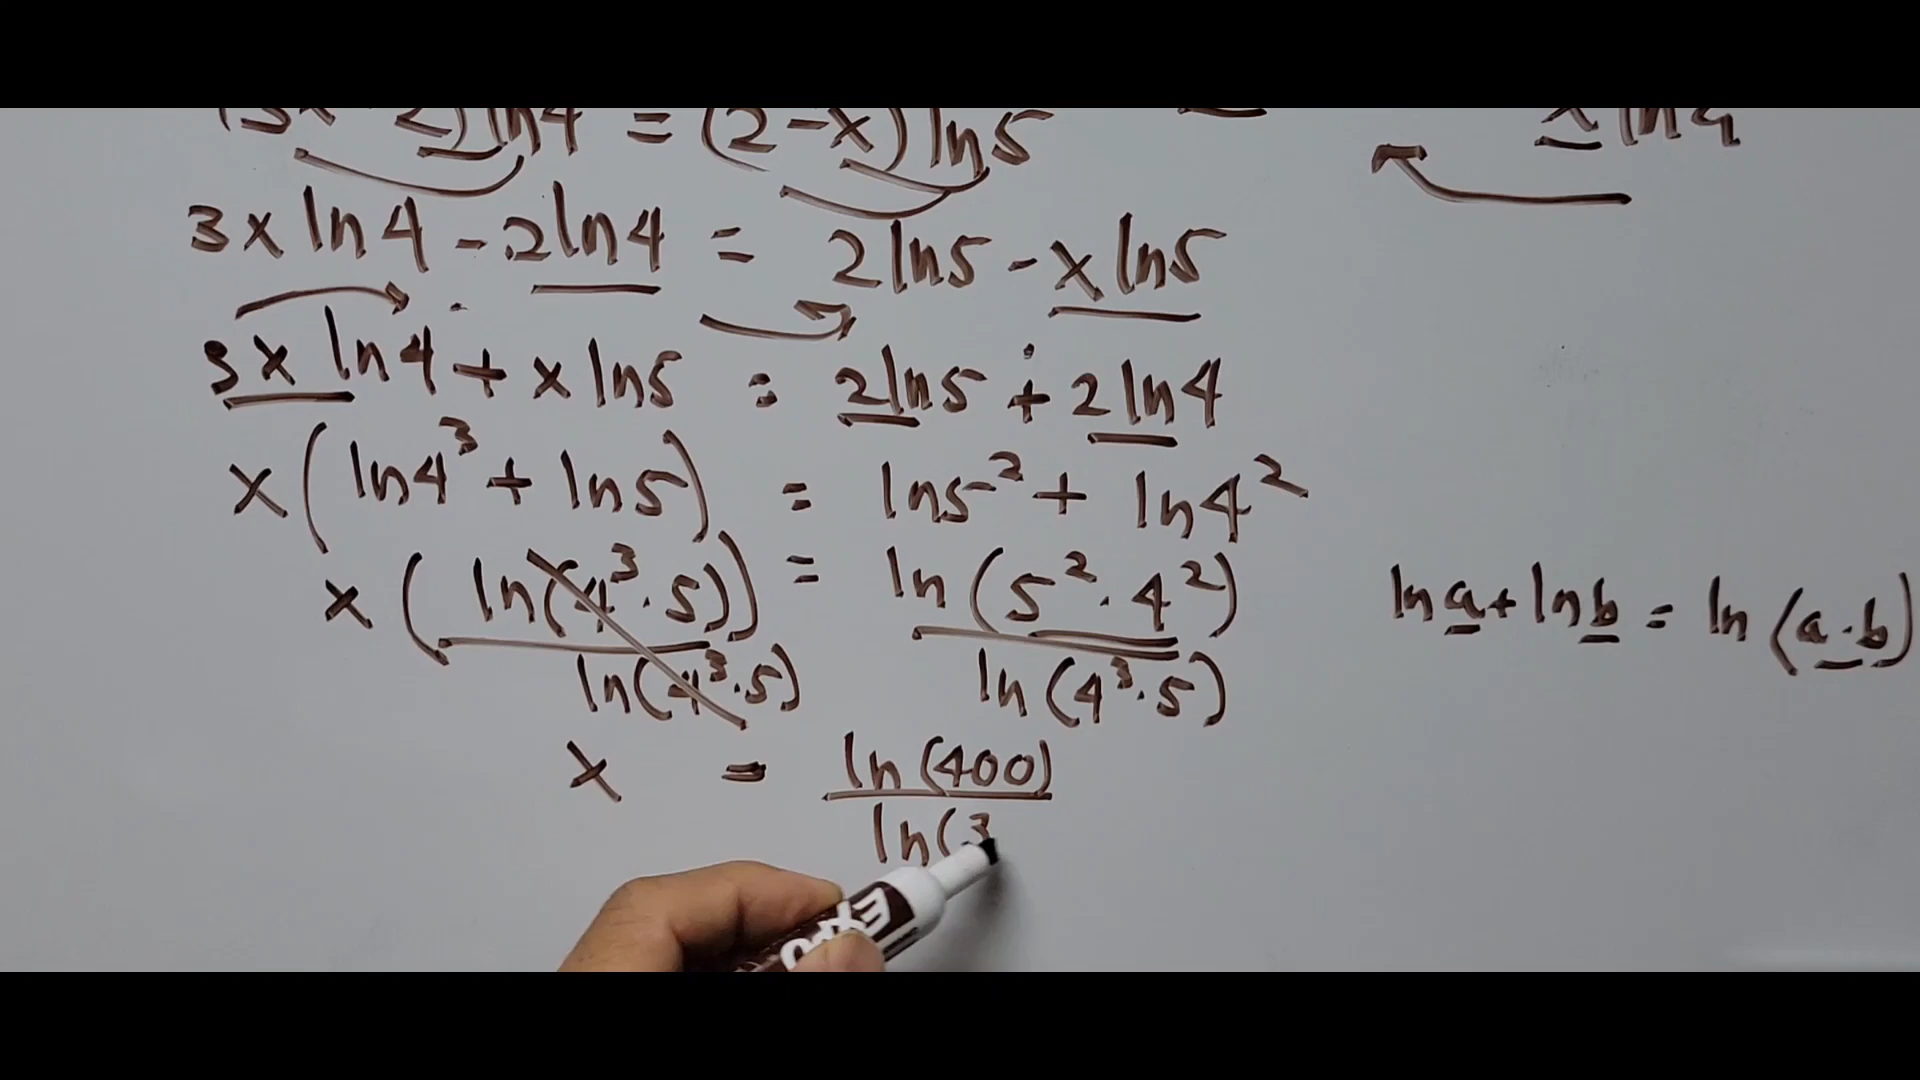 (3x-2)ln4 = (2-x)ln5
x ln a
3x ln4 - 2ln4 = 2ln5 - x ln5
3x ln4 + x ln5 = 2ln5 + 2ln4
x(ln4³ + ln5) = ln5² + ln4²
x(ln(4³·5)) = ln(5²·4²)
ln(4³·5) ln(4³·5)
ln a + ln b = ln(a·b)
x = ln(400)
ln(3
EXPO